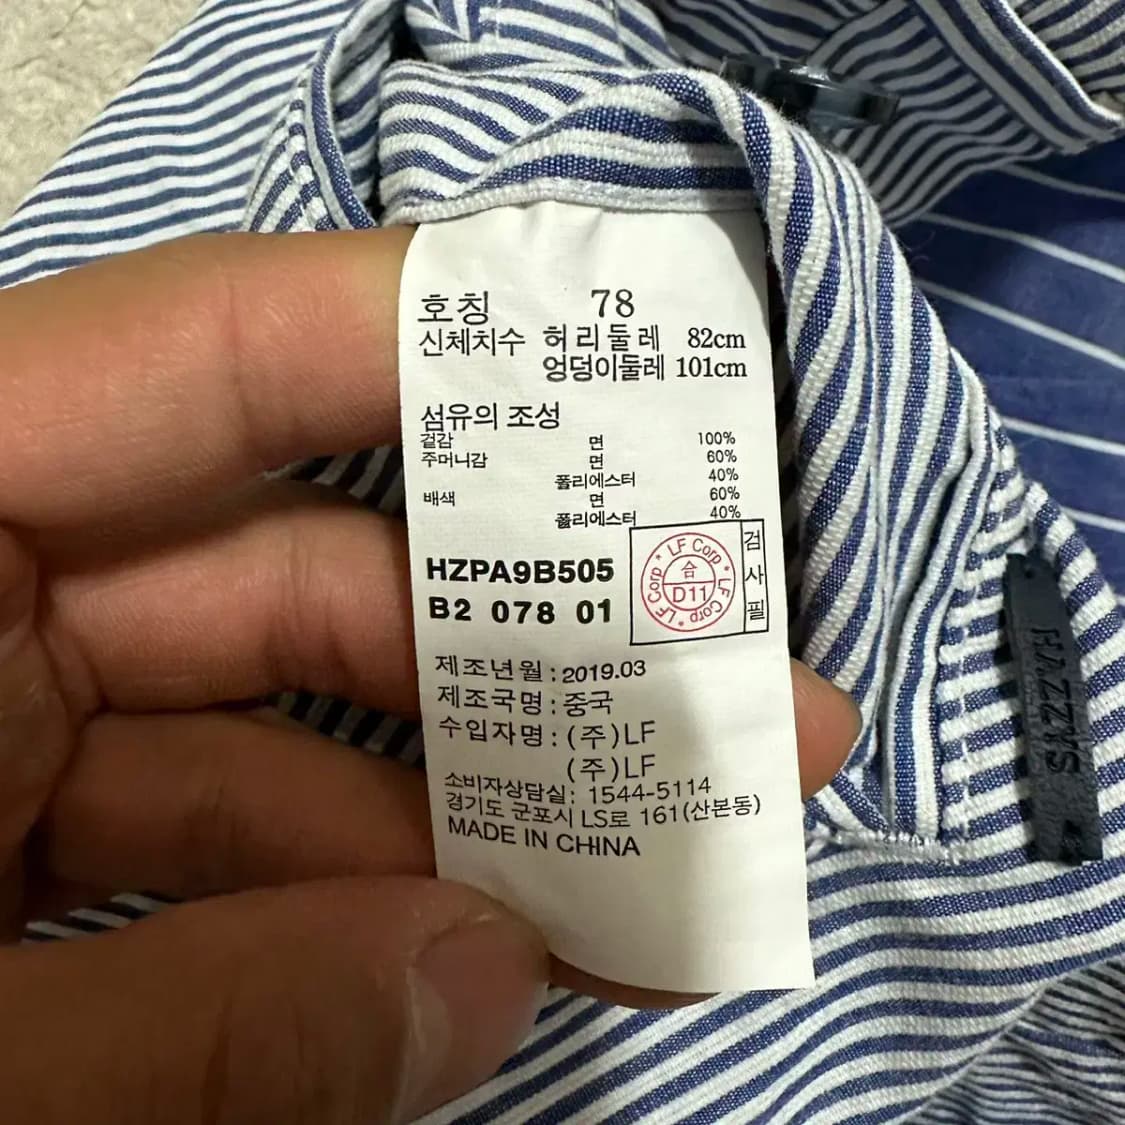 호칭 78
신체치수 허리둘레 82cm
엉덩이둘레 101cm
섬유의 조성
겉감 면 100%
주머니감 면 60%
폴리에스터 40%
배색 면 60%
폴리에스터 40%
HZPA9B505
B2 078 01
LF Corp * LF Corp * LF Corp *
合
D11
검사필
제조년월 : 2019.03
제조국명 : 중국
수입자명 : (주)LF
(주)LF
소비자상담실: 1544-5114
경기도 군포시 LS로 161(산본동)
MADE IN CHINA
HAZZYS